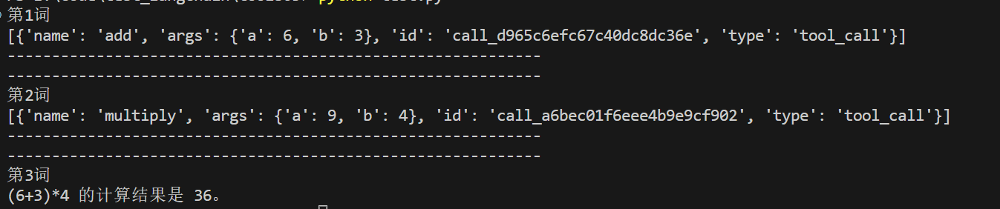 第1词
[{'name': 'add', 'args': {'a': 6, 'b': 3}, 'id': 'call_d965c6efc67c40dc8dc36e', 'type': 'tool_call'}]
------------------------------------------------------------
------------------------------------------------------------
第2词
[{'name': 'multiply', 'args': {'a': 9, 'b': 4}, 'id': 'call_a6bec01f6eee4b9e9cf902', 'type': 'tool_call'}]
------------------------------------------------------------
------------------------------------------------------------
第3词
(6+3)*4 的计算结果是 36。